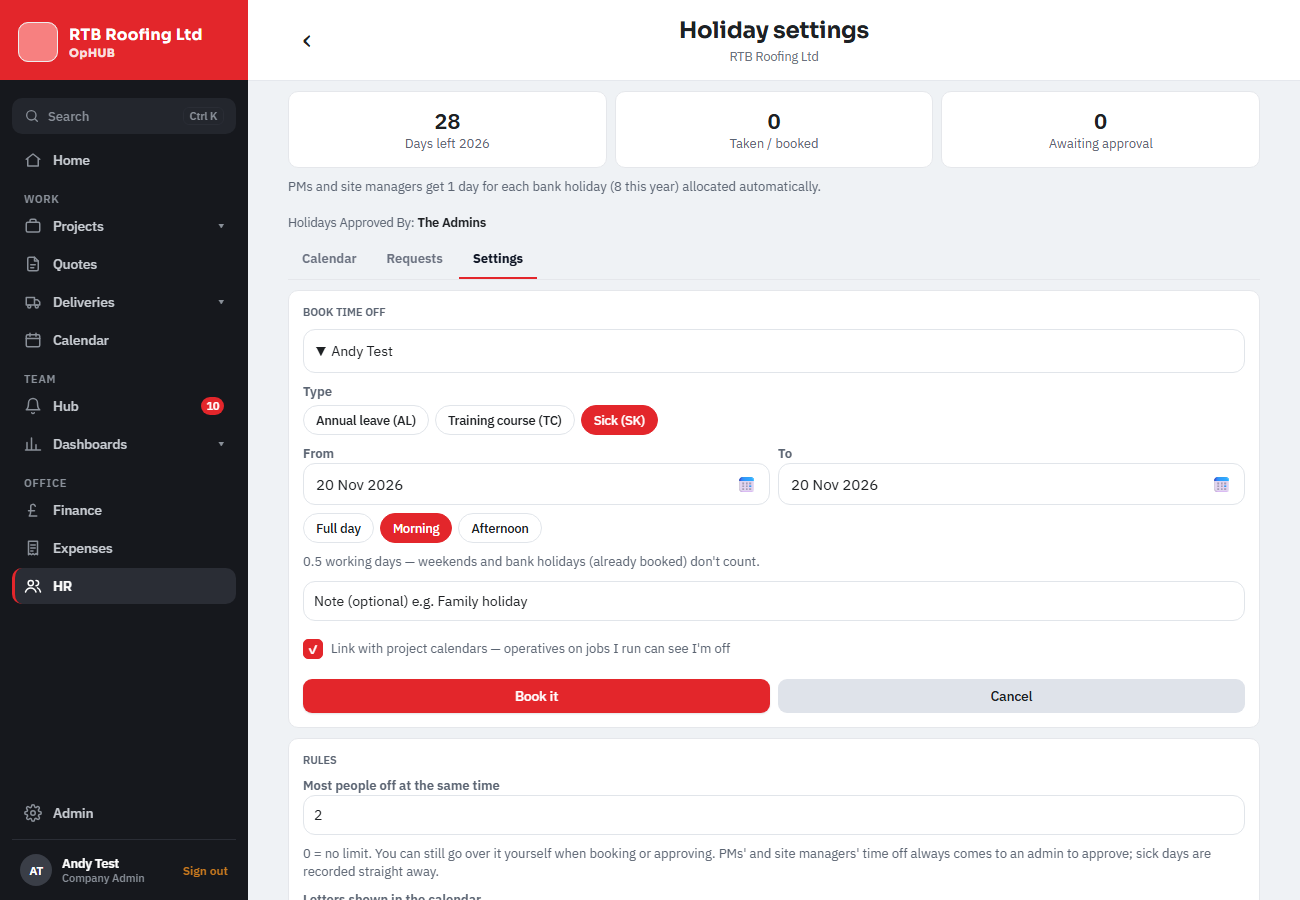 RTB Roofing Ltd
OpHUB
Search
Ctrl K
Home
WORK
Projects
Quotes
Deliveries
Calendar
TEAM
Hub
10
Dashboards
OFFICE
Finance
Expenses
HR
Admin
AT
Andy Test
Company Admin
Sign out
Holiday settings
RTB Roofing Ltd
28
Days left 2026
0
Taken / booked
0
Awaiting approval
PMs and site managers get 1 day for each bank holiday (8 this year) allocated automatically.
Holidays Approved By: The Admins
Calendar Requests Settings
BOOK TIME OFF
▼ Andy Test
Type
Annual leave (AL) Training course (TC) Sick (SK)
From To
20 Nov 2026 20 Nov 2026
Full day Morning Afternoon
0.5 working days — weekends and bank holidays (already booked) don't count.
Note (optional) e.g. Family holiday
Link with project calendars — operatives on jobs I run can see I'm off
Book it Cancel
RULES
Most people off at the same time
2
0 = no limit. You can still go over it yourself when booking or approving. PMs' and site managers' time off always comes to an admin to approve; sick days are
recorded straight away.
Letters shown in the calendar